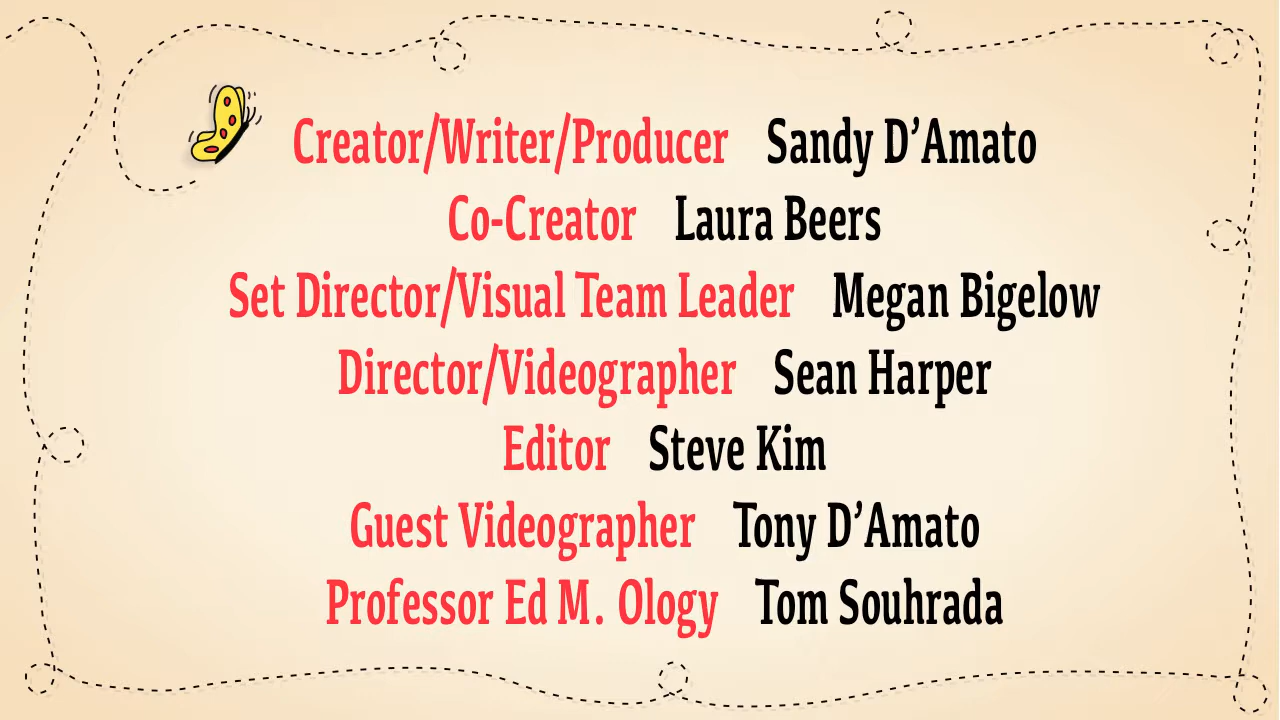 Creator/Writer/Producer Sandy D’Amato
Co-Creator Laura Beers
Set Director/Visual Team Leader Megan Bigelow
Director/Videographer Sean Harper
Editor Steve Kim
Guest Videographer Tony D’Amato
Professor Ed M. Ology Tom Souhrada